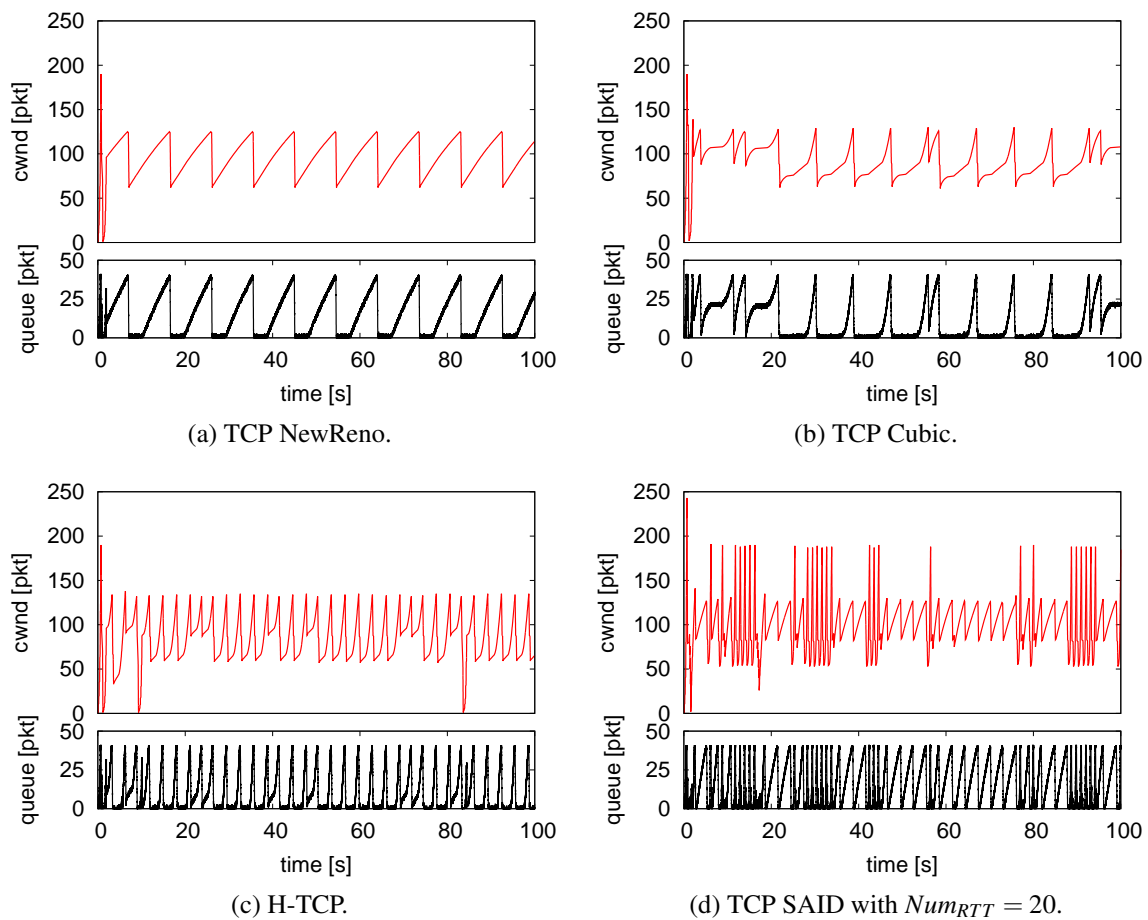 250
200
150
100
50
0
cwnd [pkt]
50
25
0
queue [pkt]
0 20 40 60 80 100
time [s]
(a) TCP NewReno.
250
200
150
100
50
0
cwnd [pkt]
50
25
0
queue [pkt]
0 20 40 60 80 100
time [s]
(b) TCP Cubic.
250
200
150
100
50
0
cwnd [pkt]
50
25
0
queue [pkt]
0 20 40 60 80 100
time [s]
(c) H-TCP.
250
200
150
100
50
0
cwnd [pkt]
50
25
0
queue [pkt]
0 20 40 60 80 100
time [s]
(d) TCP SAID with Num_RTT = 20.